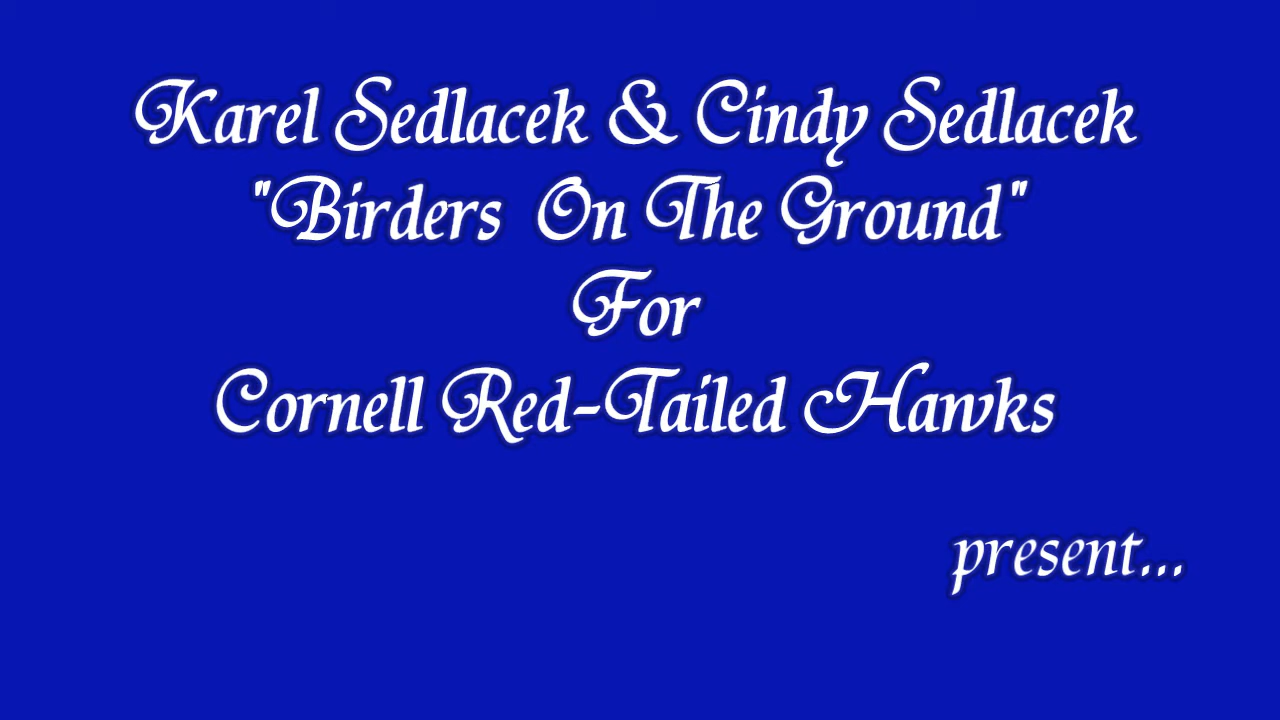 Karel Sedlacek & Cindy Sedlacek
"Birders On The Ground"
For
Cornell Red-Tailed Hawks
present...